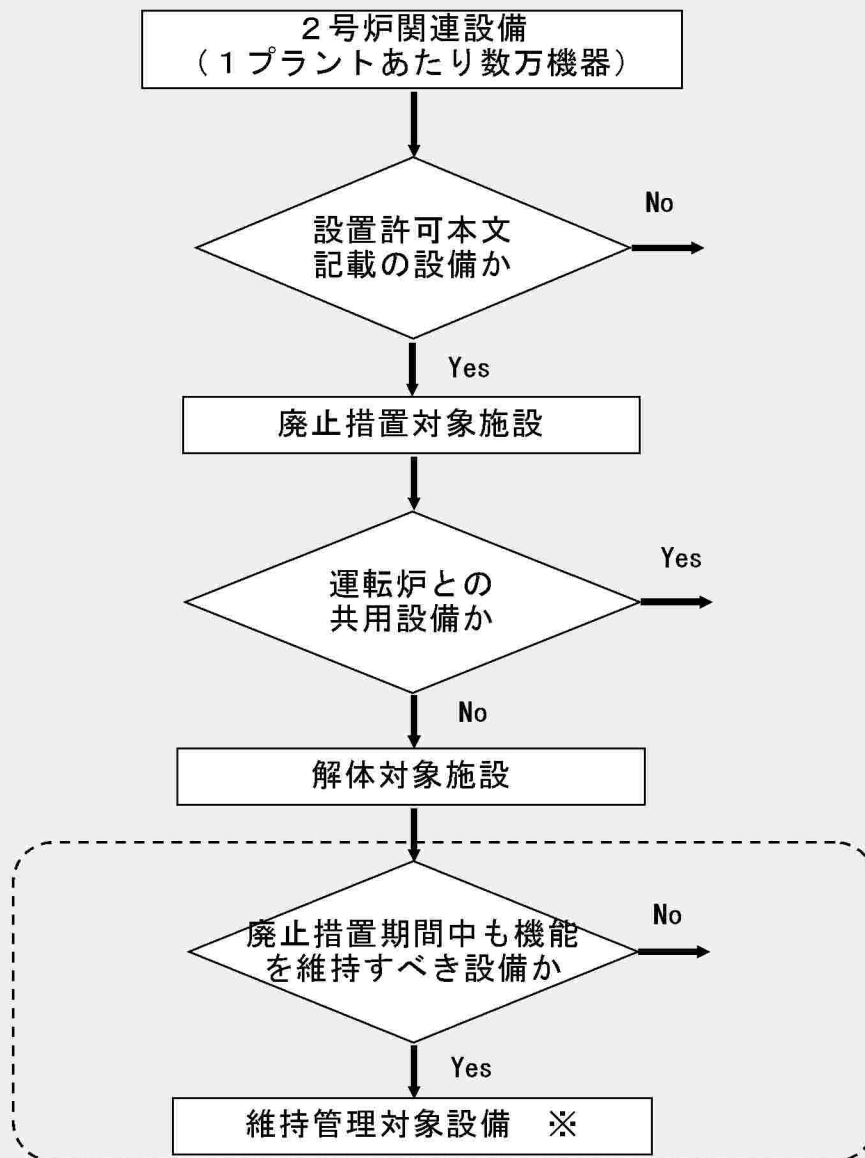 ２号炉関連設備
（１プラントあたり数万機器）
設置許可本文
記載の設備か
No
Yes
廃止措置対象施設
運転炉との
共用設備か
Yes
No
解体対象施設
廃止措置期間中も機能
を維持すべき設備か
No
Yes
維持管理対象設備　※